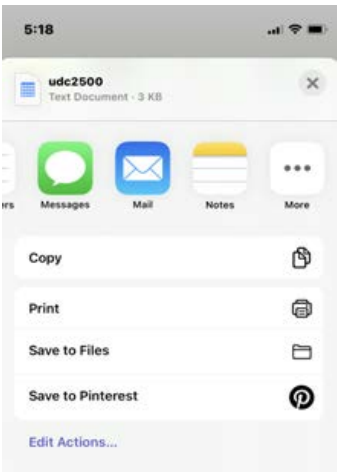 5:18
udc2500
Text Document · 3 KB
ers Messages Mail Notes More
Copy
Print
Save to Files
Save to Pinterest
Edit Actions...